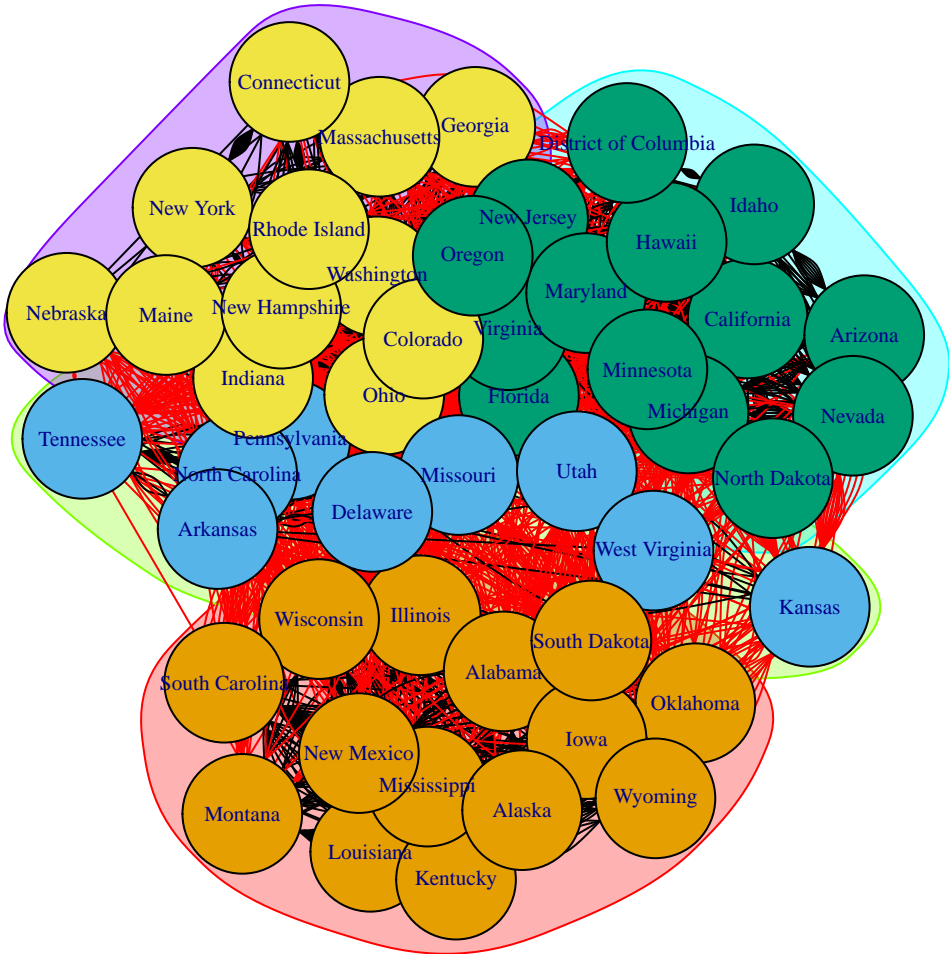 Connecticut
Massachusetts
Georgia
District of Columbia
New York
Rhode Island
New Jersey
Idaho
Oregon
Hawaii
Washington
Maryland
Nebraska
Maine
New Hampshire
Colorado
Virginia
California
Arizona
Indiana
Ohio
Florida
Minnesota
Michigan
Nevada
Tennessee
Pennsylvania
North Carolina
Missouri
Utah
North Dakota
Arkansas
Delaware
West Virginia
Kansas
Wisconsin
Illinois
South Dakota
South Carolina
Alabama
Oklahoma
New Mexico
Iowa
Mississippi
Montana
Alaska
Wyoming
Louisiana
Kentucky